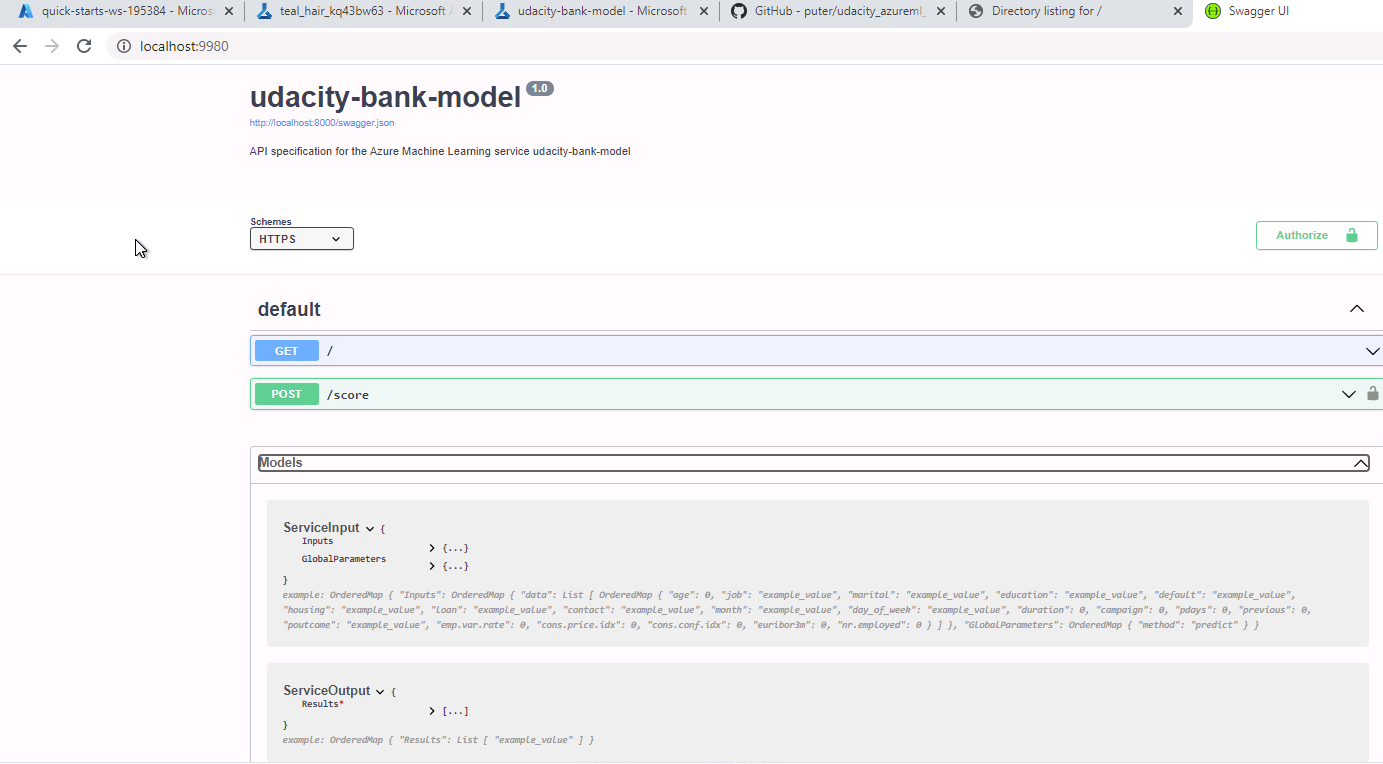 quick-starts-ws-195384 - Micros
teal_hair_kq43bw63 - Microsoft
udacity-bank-model - Microsoft
GitHub - puter/udacity_azureml_
Directory listing for /
Swagger UI
localhost:9980
udacity-bank-model 1.0
http://localhost:8000/swagger.json
API specification for the Azure Machine Learning service udacity-bank-model
Schemes
HTTPS
Authorize
default
GET /
POST /score
Models
ServiceInput {
Inputs {...}
GlobalParameters {...}
}
example: OrderedMap { "Inputs": OrderedMap { "data": List [ OrderedMap { "age": 0, "job": "example_value", "marital": "example_value", "education": "example_value", "default": "example_value",
"housing": "example_value", "loan": "example_value", "contact": "example_value", "month": "example_value", "day_of_week": "example_value", "duration": 0, "campaign": 0, "pdays": 0, "previous": 0,
"poutcome": "example_value", "emp.var.rate": 0, "cons.price.idx": 0, "cons.conf.idx": 0, "euribor3m": 0, "nr.employed": 0 } ] }, "GlobalParameters": OrderedMap { "method": "predict" } }
ServiceOutput {
Results* [...]
}
example: OrderedMap { "Results": List [ "example_value" ] }